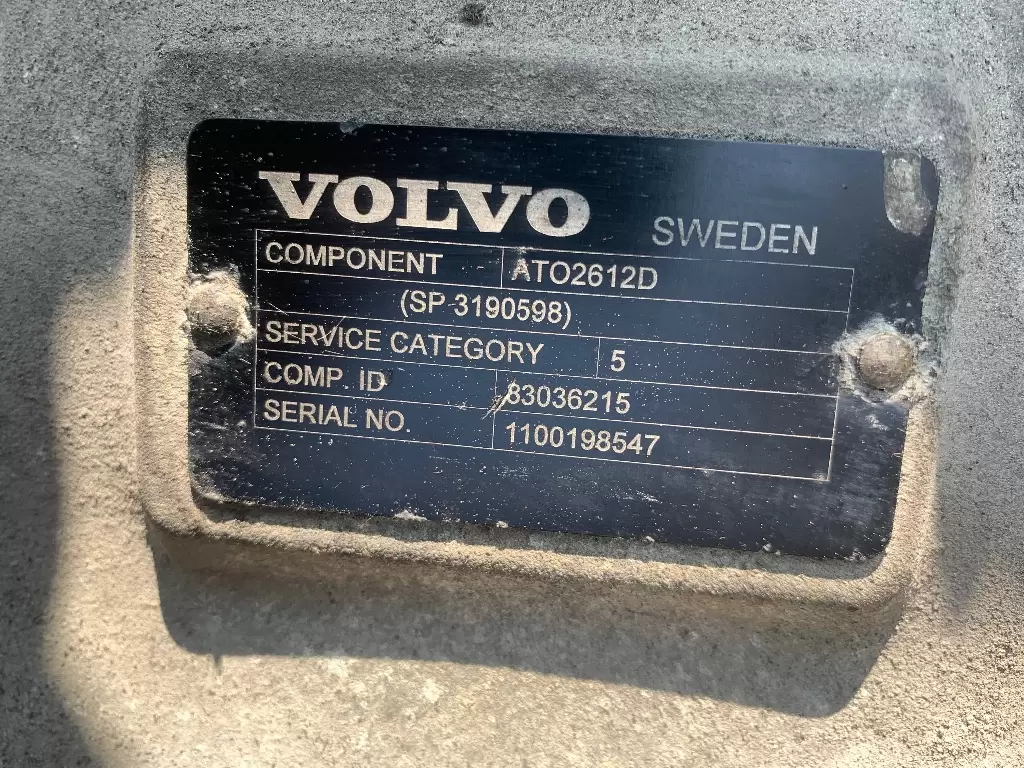 VOLVO SWEDEN
COMPONENT ATO2612D
(SP 3190598)
SERVICE CATEGORY 5
COMP. ID 83036215
SERIAL NO. 1100198547